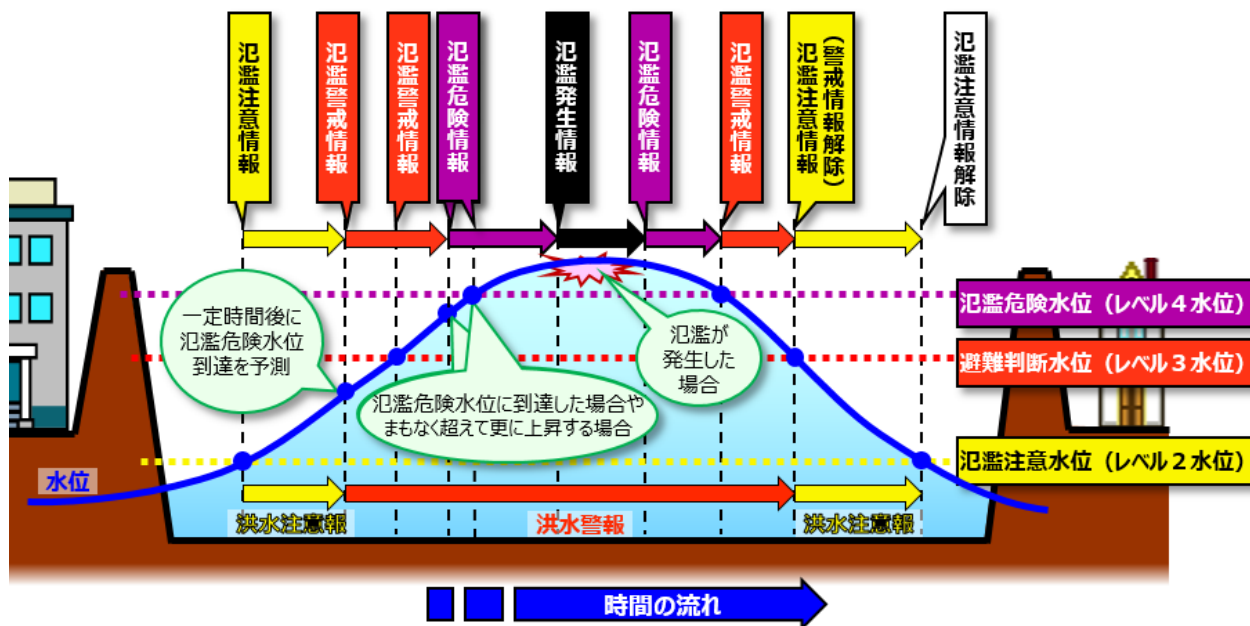 氾濫注意情報
氾濫警戒情報
氾濫警戒情報
氾濫危険情報
氾濫発生情報
氾濫危険情報
氾濫警戒情報
(警戒情報解除)
氾濫注意情報
氾濫注意情報解除
一定時間後に
氾濫危険水位
到達を予測
氾濫危険水位に到達した場合や
まもなく超えて更に上昇する場合
氾濫が
発生した
場合
氾濫危険水位(レベル4水位)
避難判断水位(レベル3水位)
氾濫注意水位(レベル2水位)
水位
洪水注意報
洪水警報
洪水注意報
時間の流れ